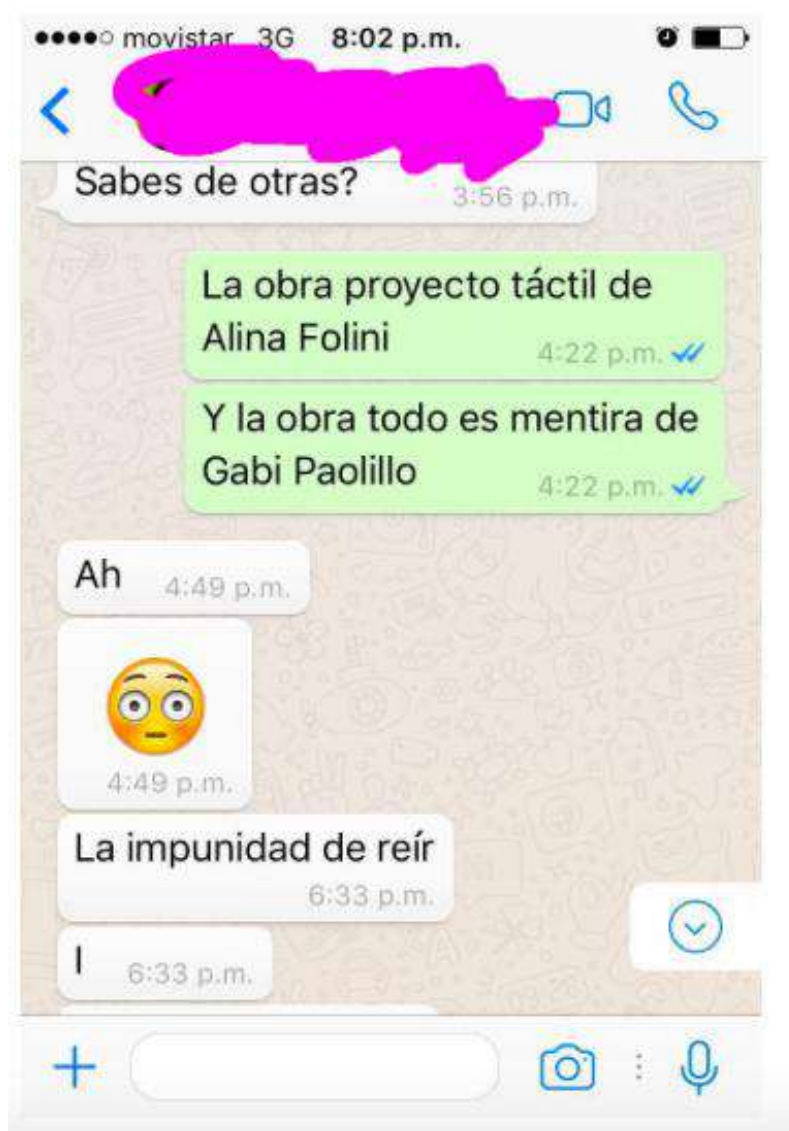 movistar 3G 8:02 p.m.
Sabes de otras?
3:56 p.m.
La obra proyecto táctil de
Alina Folini
4:22 p.m.
Y la obra todo es mentira de
Gabi Paolillo
4:22 p.m.
Ah
4:49 p.m.
4:49 p.m.
La impunidad de reír
6:33 p.m.
I
6:33 p.m.